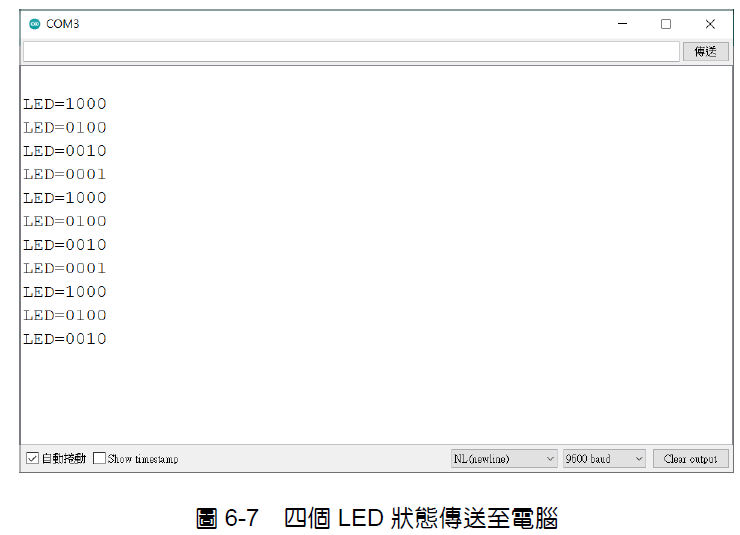 COM3
傳送
LED=1000
LED=0100
LED=0010
LED=0001
LED=1000
LED=0100
LED=0010
LED=0001
LED=1000
LED=0100
LED=0010
自動捲動 Show timestamp NL(newline) 9600 baud Clear output
圖 6-7 四個 LED 狀態傳送至電腦